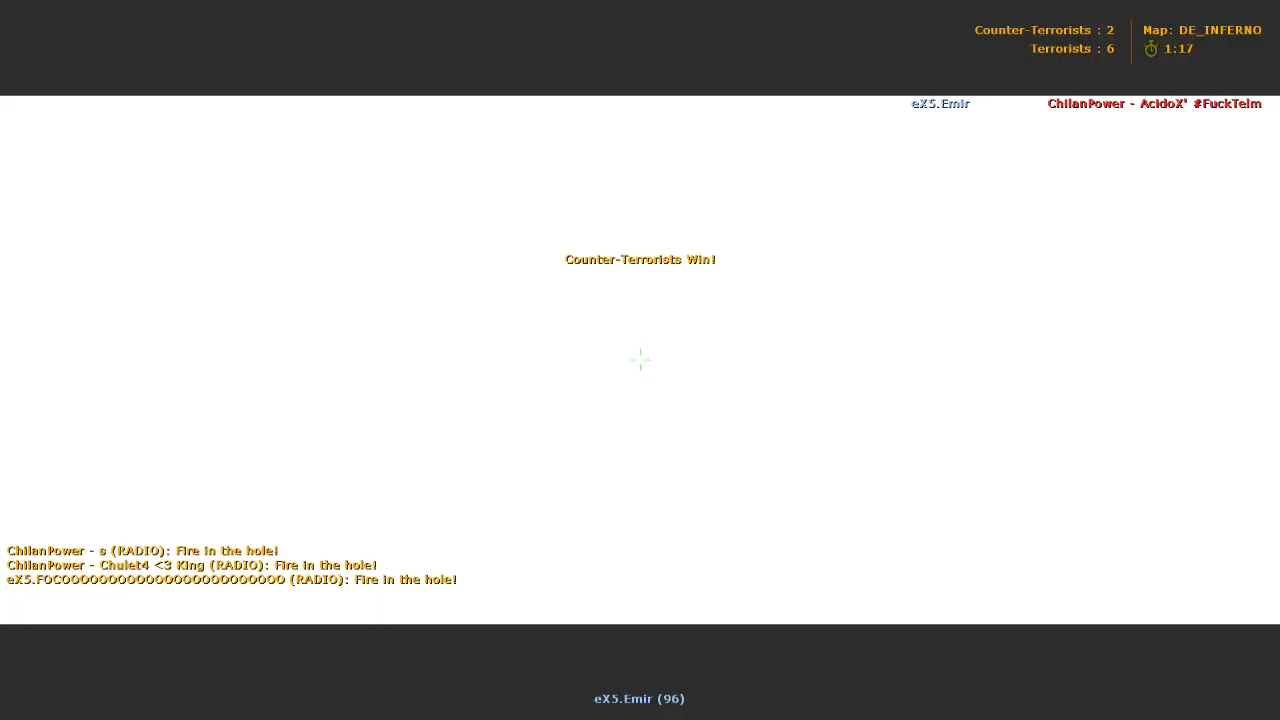 Counter-Terrorists : 2
Terrorists : 6
Map: DE_INFERNO
1:17
eX5.Emir ChilanPower - AcidoX' #FuckTelm
Counter-Terrorists Win!
ChilanPower - s (RADIO): Fire in the hole!
ChilanPower - Chulet4 <3 King (RADIO): Fire in the hole!
eX5.FOCOOOOOOOOOOOOOOOOOOOOOOOO (RADIO): Fire in the hole!
eX5.Emir (96)